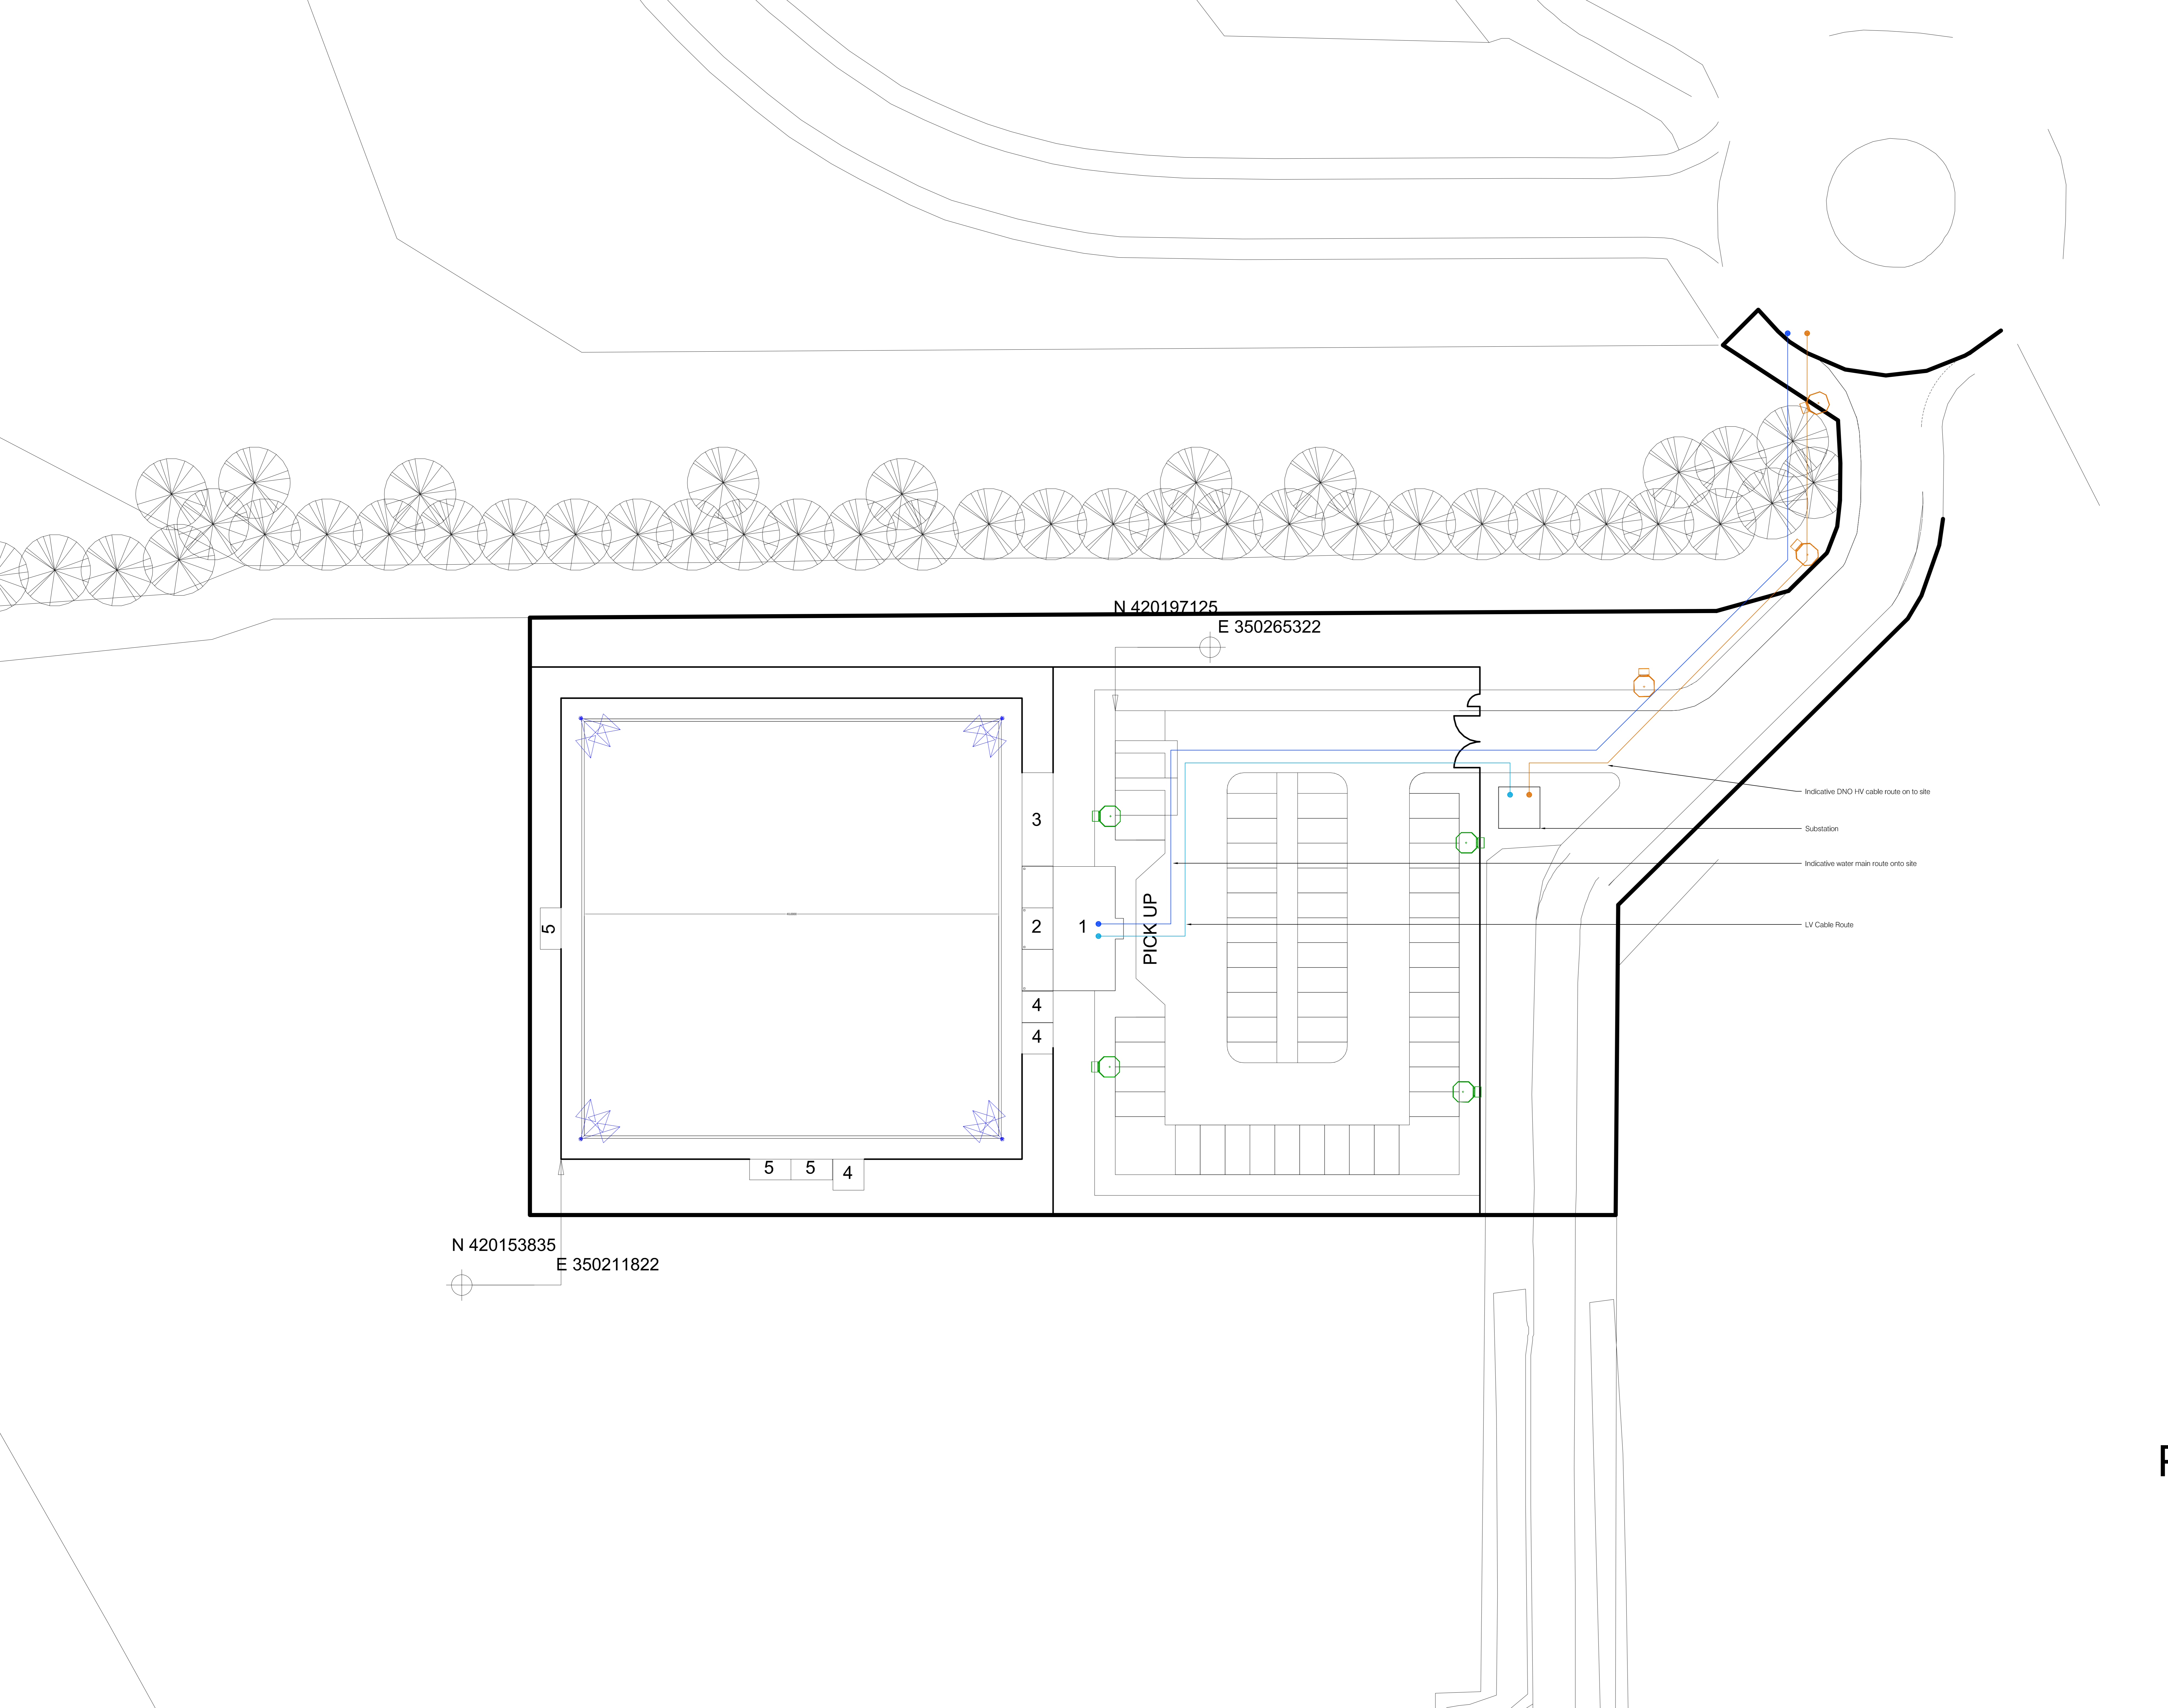 N 420197125
E 350265322
3
Indicative DNO HV cable route on to site
Substation
Indicative water main route onto site
5
2
1
PICK UP
LV Cable Route
4
4
5
5
4
N 420153835
E 350211822